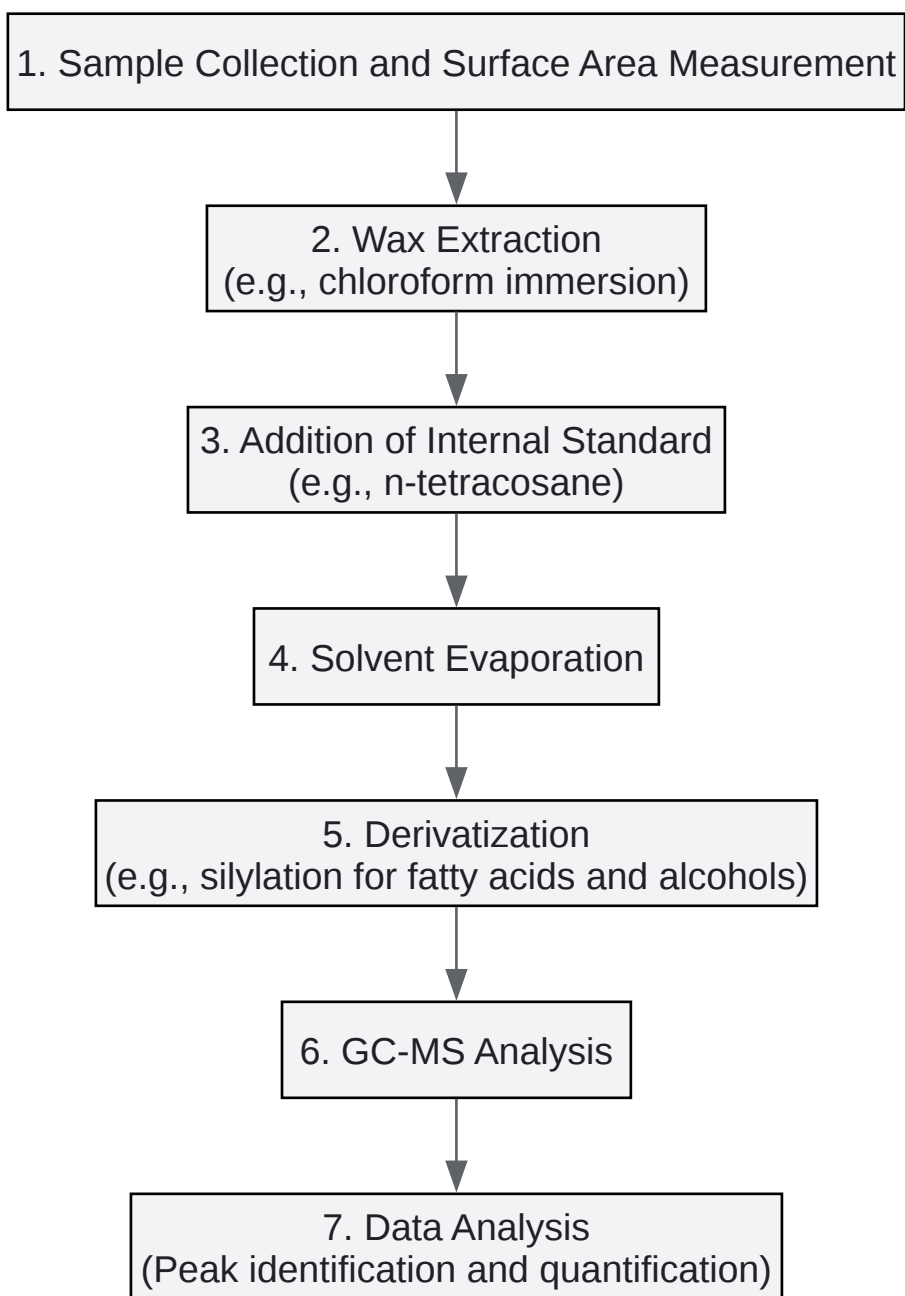 1. Sample Collection and Surface Area Measurement
2. Wax Extraction
(e.g., chloroform immersion)
3. Addition of Internal Standard
(e.g., n-tetracosane)
4. Solvent Evaporation
5. Derivatization
(e.g., silylation for fatty acids and alcohols)
6. GC-MS Analysis
7. Data Analysis
(Peak identification and quantification)